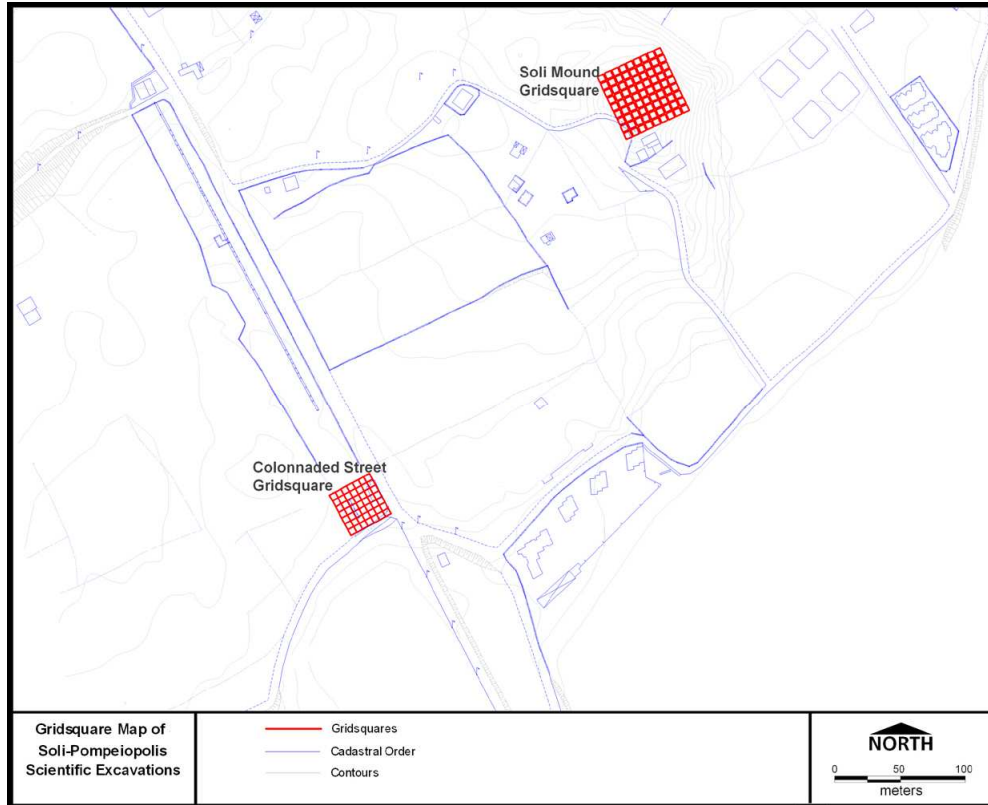 Soli Mound
Gridsquare
Colonnaded Street
Gridsquare
Gridsquare Map of
Soli-Pompeiopolis
Scientific Excavations
Gridsquares
Cadastral Order
Contours
NORTH
0 50 100
meters